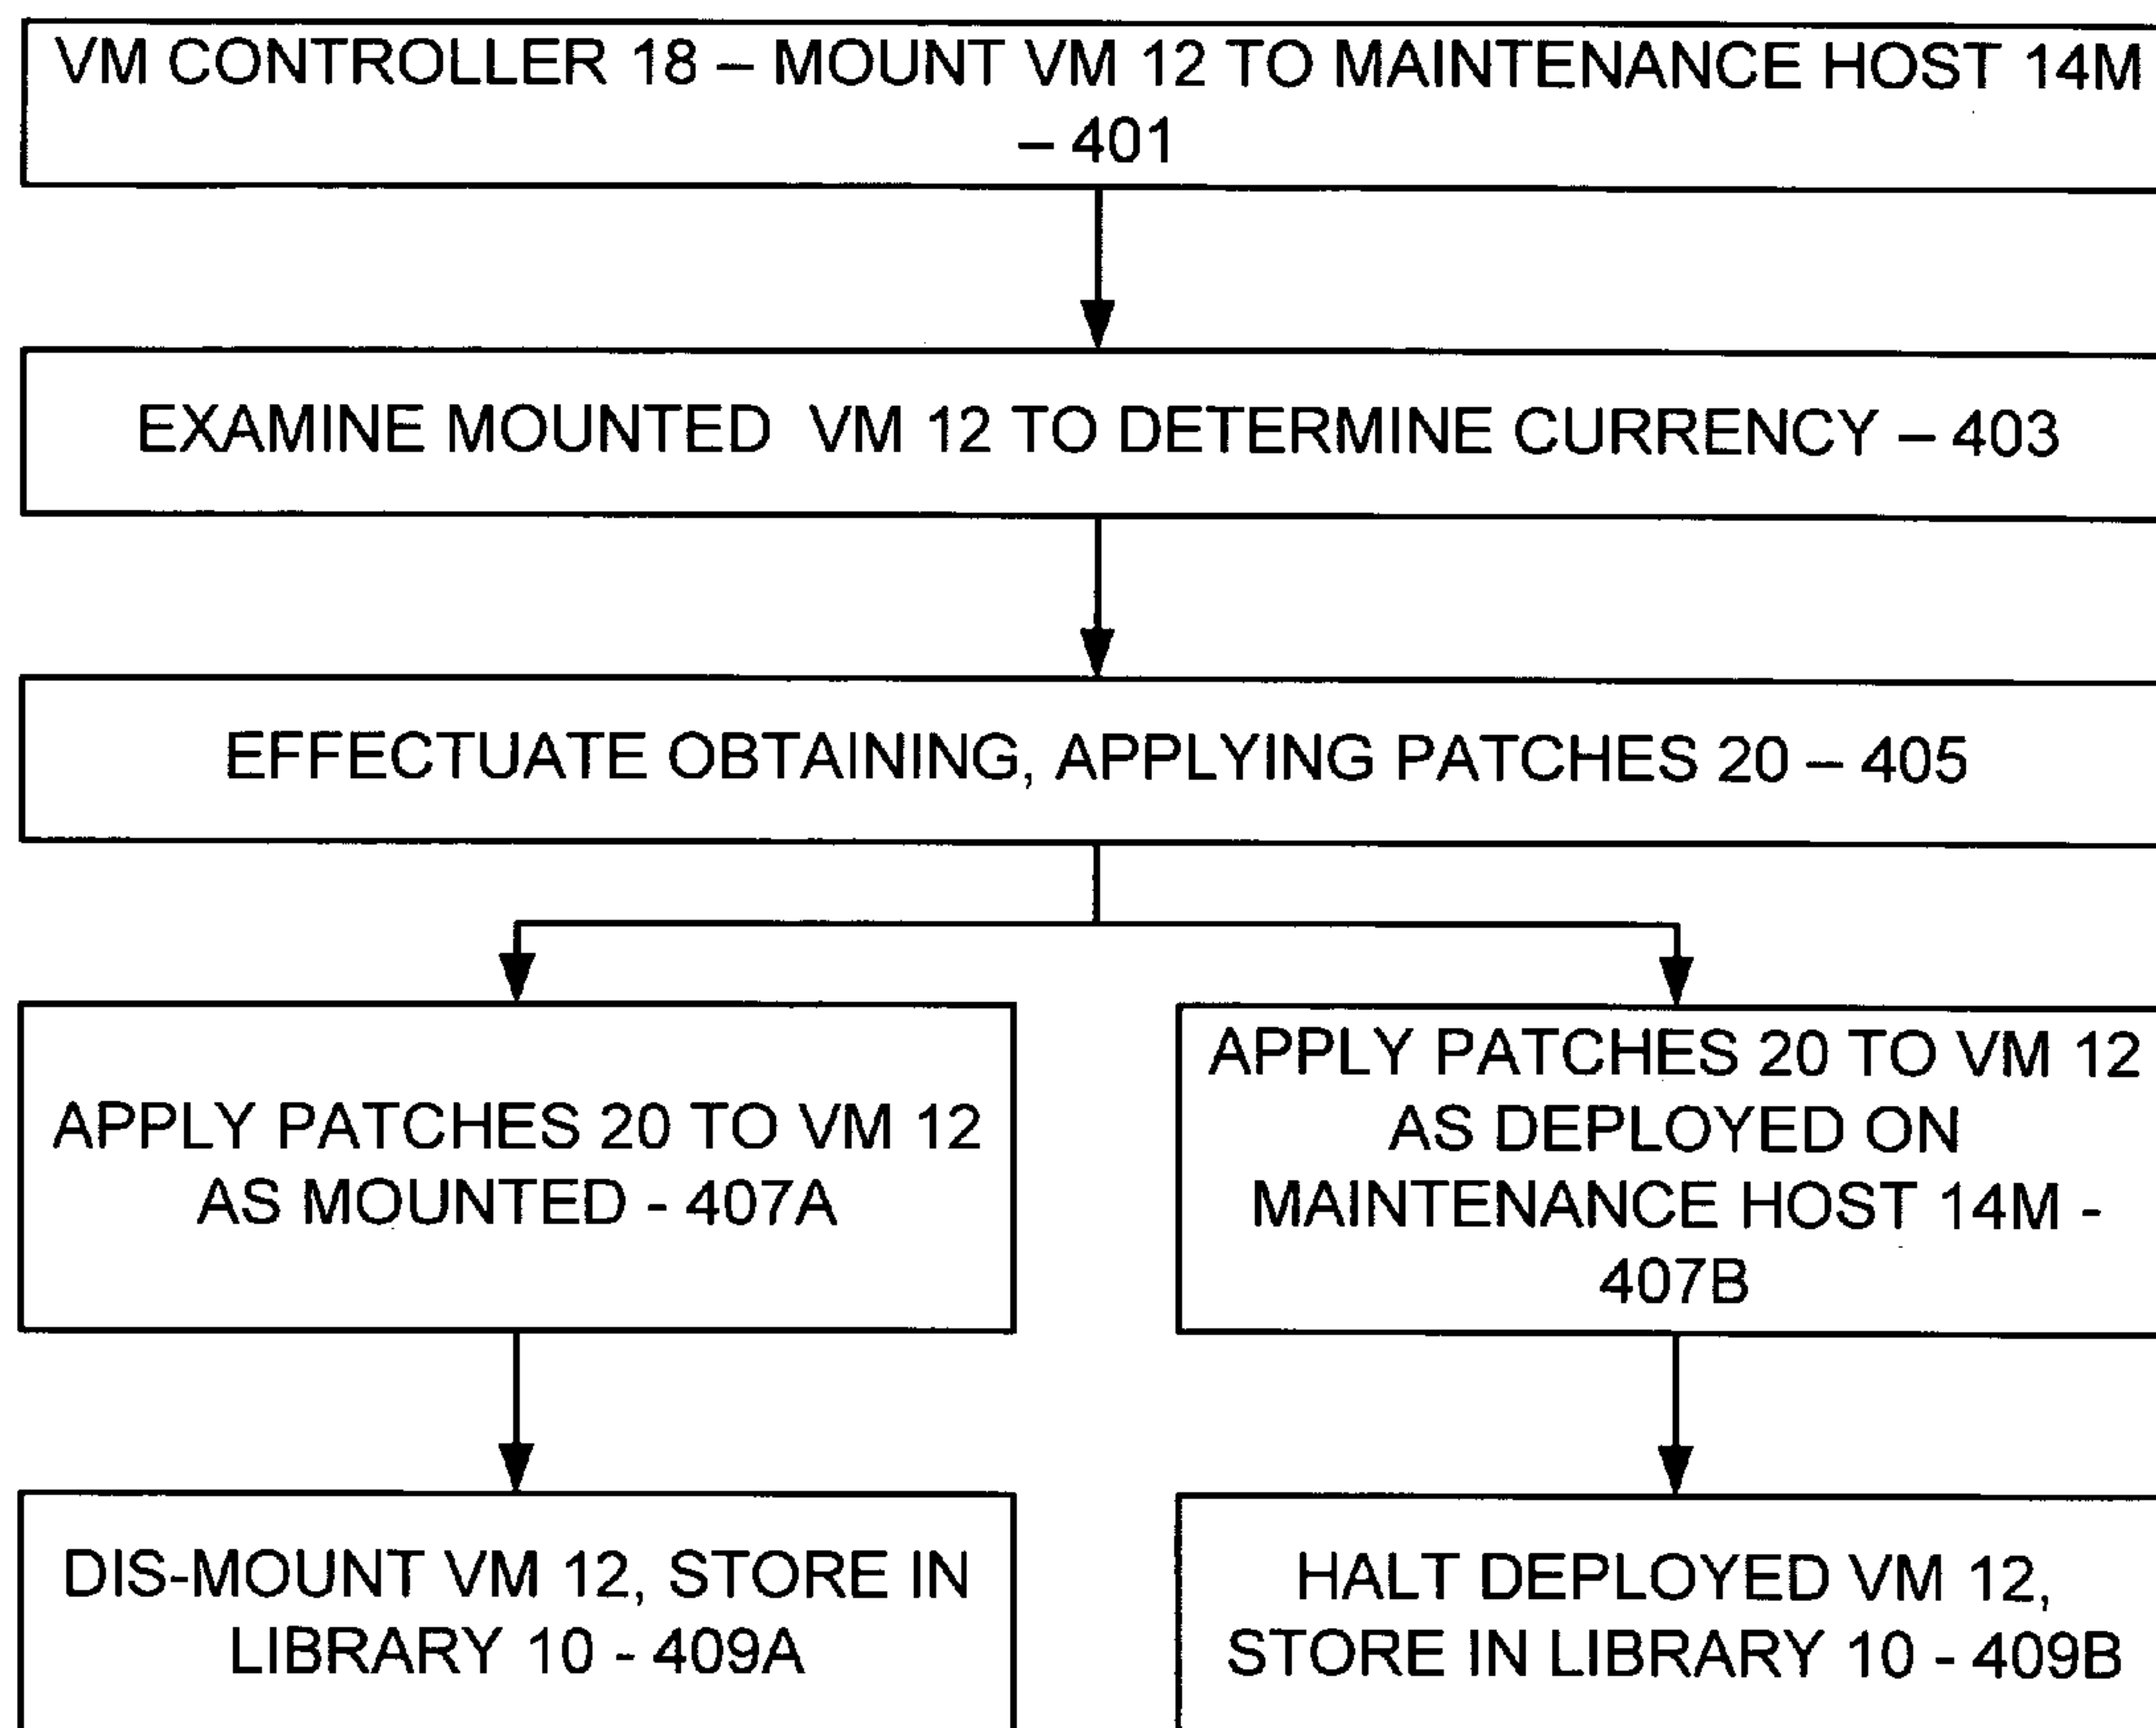 VM CONTROLLER 18 – MOUNT VM 12 TO MAINTENANCE HOST 14M
– 401
EXAMINE MOUNTED VM 12 TO DETERMINE CURRENCY – 403
EFFECTUATE OBTAINING, APPLYING PATCHES 20 – 405
APPLY PATCHES 20 TO VM 12
AS MOUNTED - 407A
APPLY PATCHES 20 TO VM 12
AS DEPLOYED ON
MAINTENANCE HOST 14M -
407B
DIS-MOUNT VM 12, STORE IN
LIBRARY 10 - 409A
HALT DEPLOYED VM 12,
STORE IN LIBRARY 10 - 409B